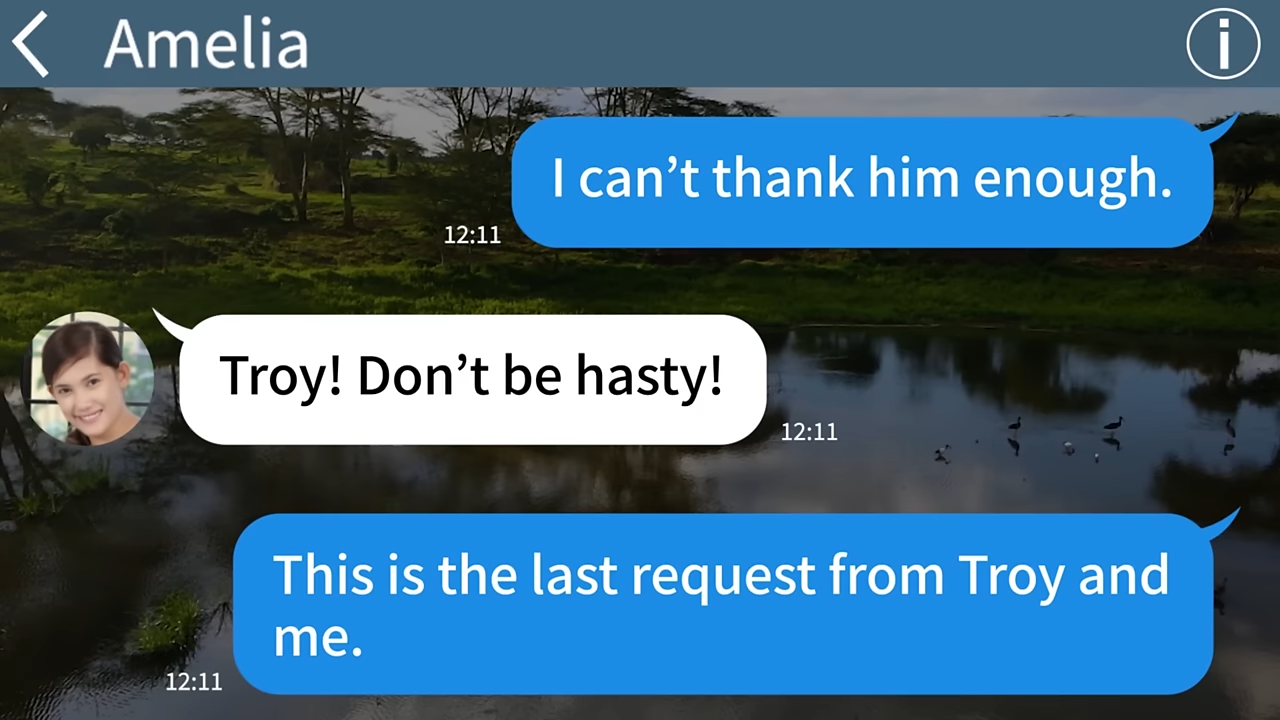 Amelia
I can’t thank him enough.
12:11
Troy! Don’t be hasty!
12:11
This is the last request from Troy and
me.
12:11